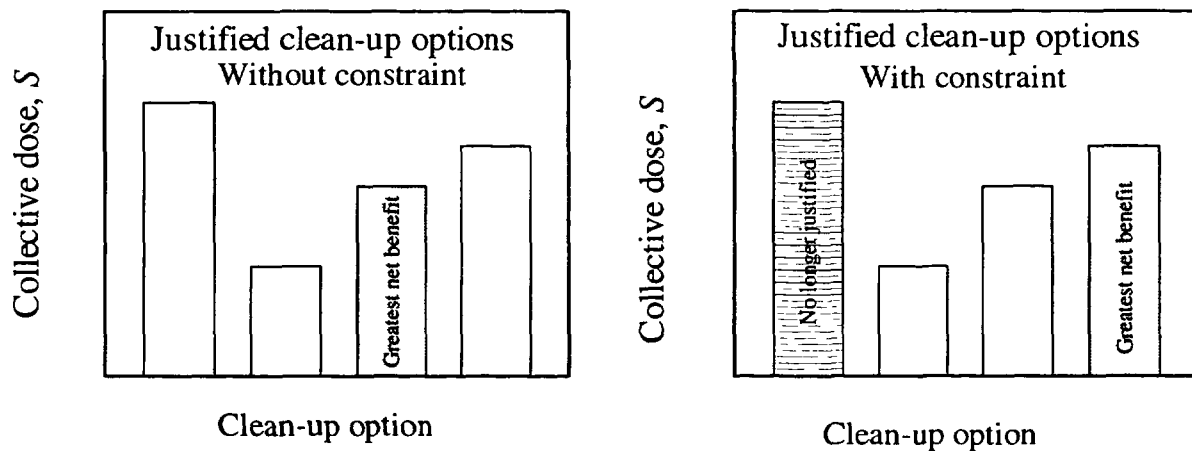 Justified clean-up options
Without constraint
Collective dose, S
Greatest net benefit
Clean-up option
Justified clean-up options
With constraint
Collective dose, S
No longer justified
Greatest net benefit
Clean-up option